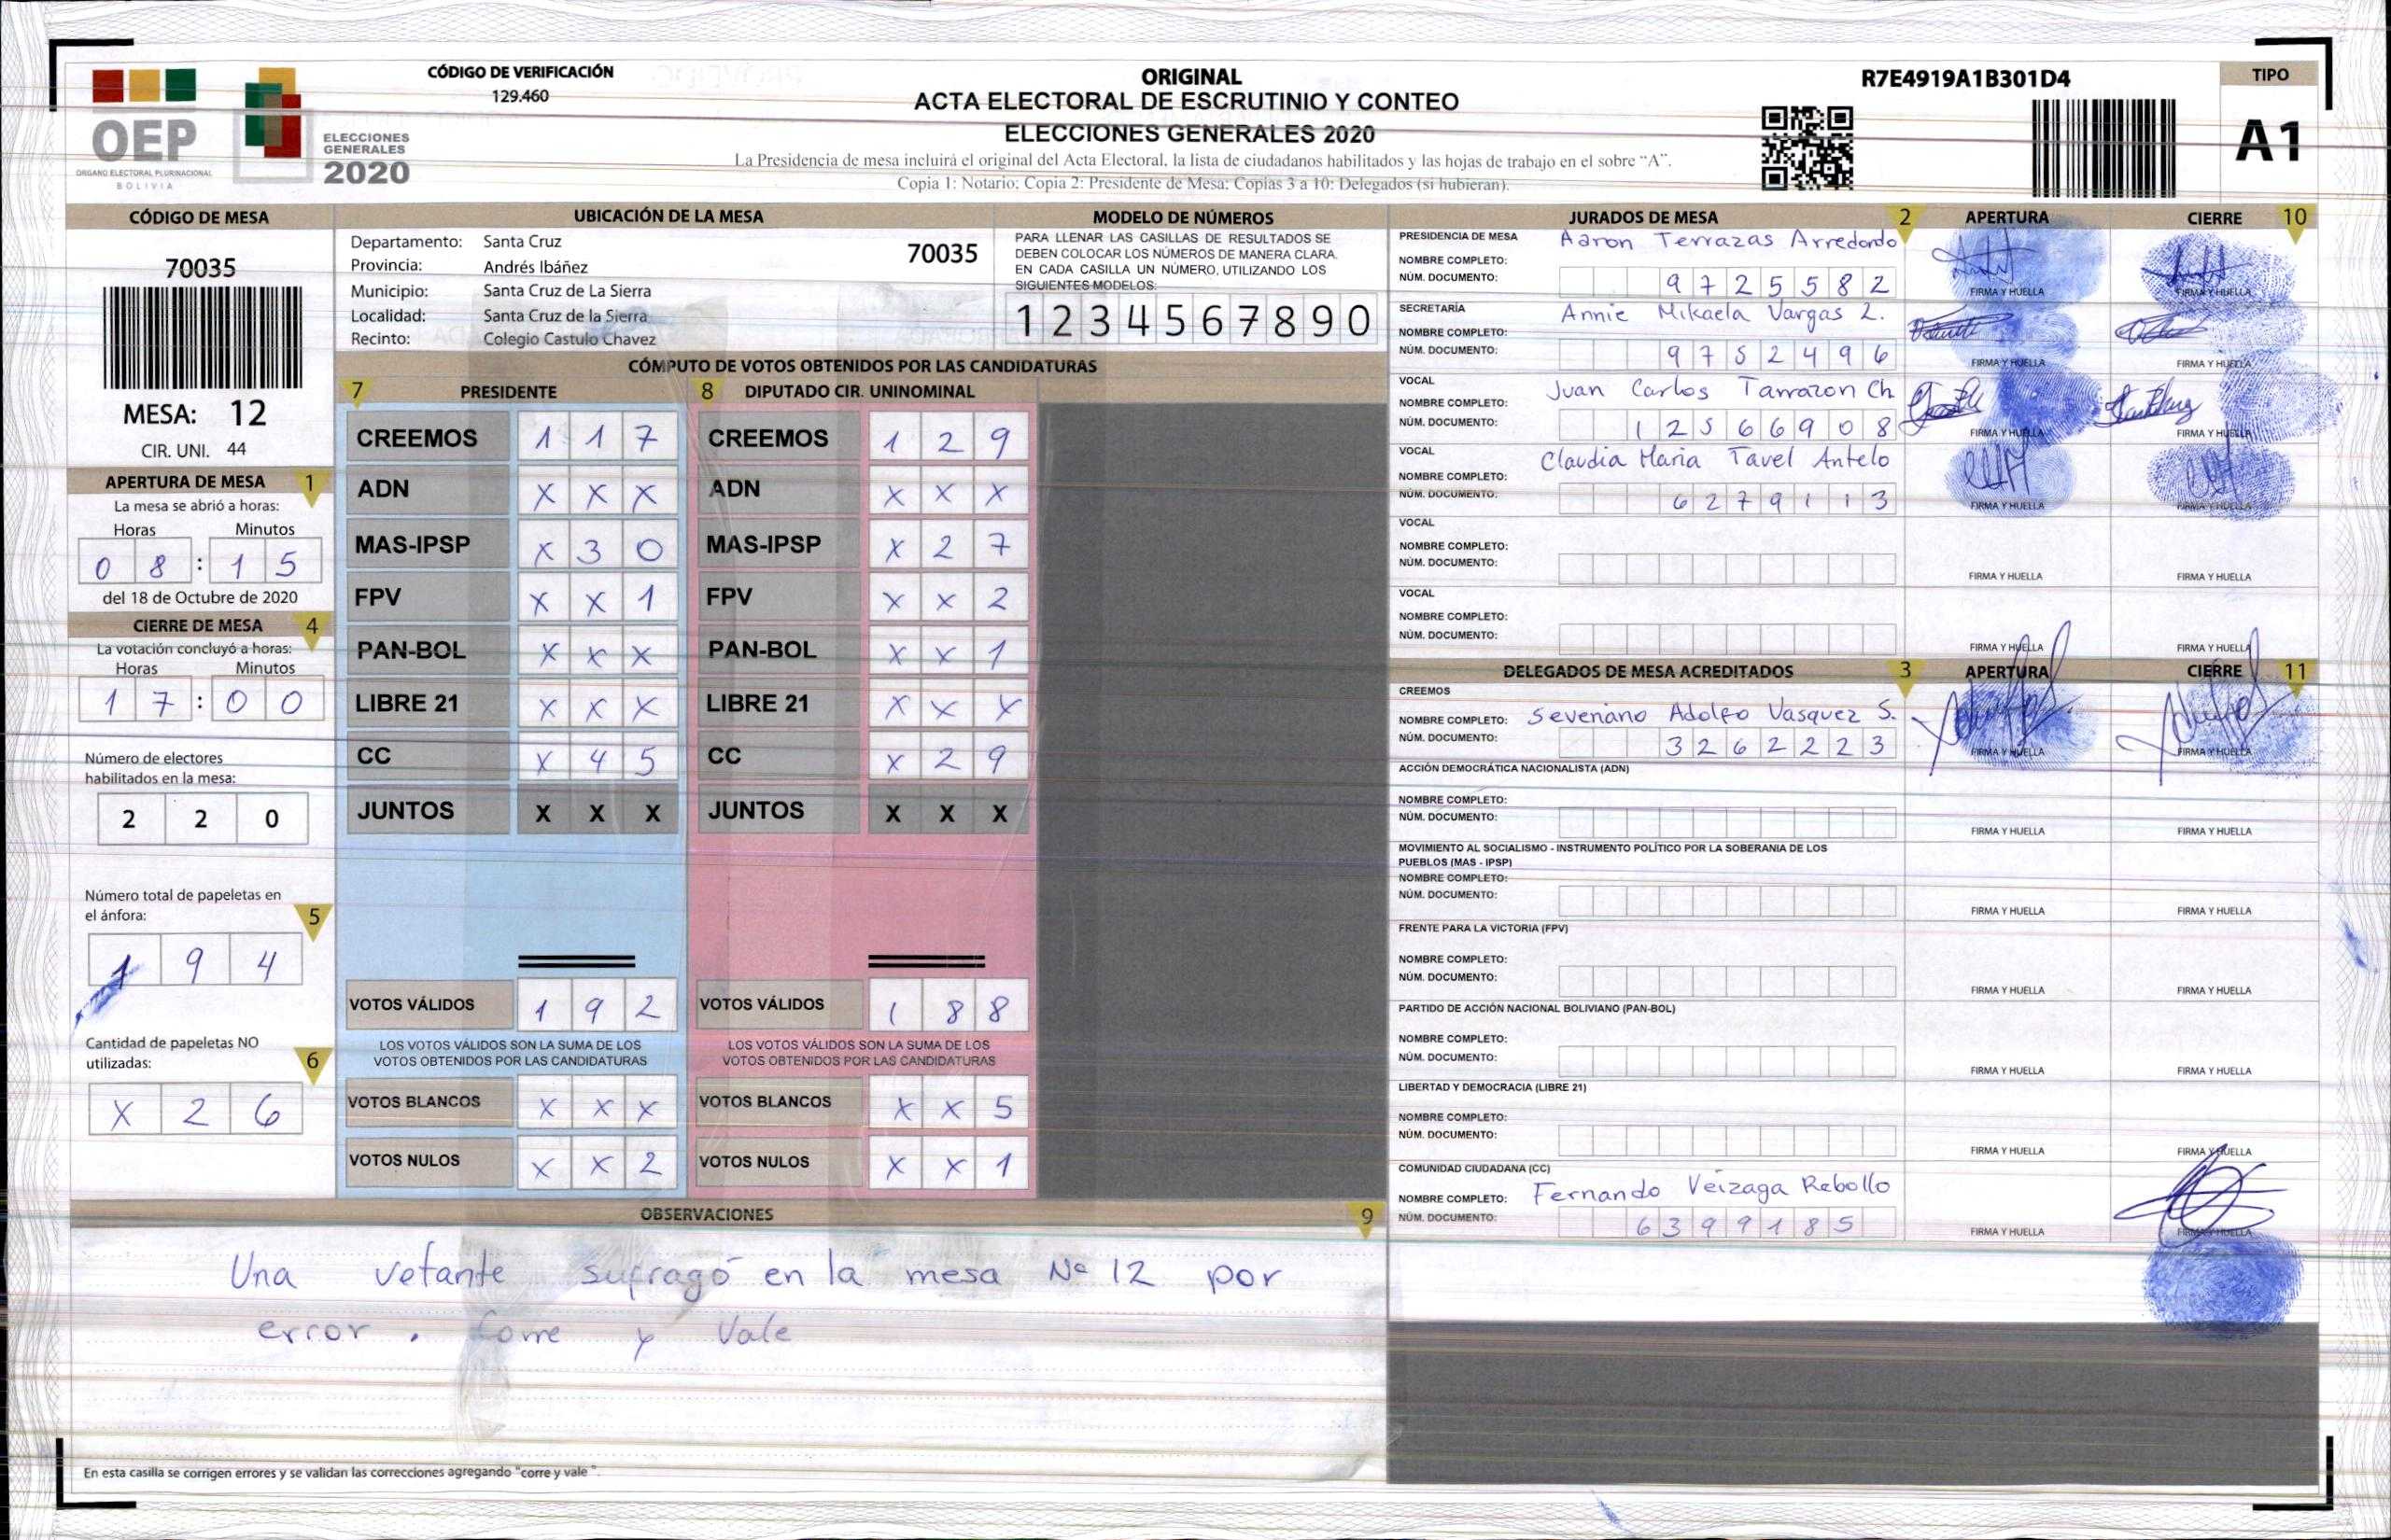 OEP
ÓRGANO ELECTORAL PLURINACIONAL
BOLIVIA
ELECCIONES
GENERALES
2020
CÓDIGO DE VERIFICACIÓN
129.460
ORIGINAL
ACTA ELECTORAL DE ESCRUTINIO Y CONTEO
ELECCIONES GENERALES 2020
La Presidencia de mesa incluirá el original del Acta Electoral, la lista de ciudadanos habilitados y las hojas de trabajo en el sobre “A”.
Copia 1: Notario; Copia 2: Presidente de Mesa; Copias 3 a 10: Delegados (si hubieran).
R7E4919A1B301D4
TIPO
A1
CÓDIGO DE MESA
70035
MESA: 12
CIR. UNI. 44
APERTURA DE MESA 1
La mesa se abrió a horas:
Horas Minutos
0 8 : 1 5
del 18 de Octubre de 2020
CIERRE DE MESA 4
La votación concluyó a horas:
Horas Minutos
1 7 : 0 0
Número de electores
habilitados en la mesa:
2 2 0
Número total de papeletas en
el ánfora: 5
1 9 4
Cantidad de papeletas NO
utilizadas: 6
X 2 6
UBICACIÓN DE LA MESA
Departamento: Santa Cruz 70035
Provincia: Andrés Ibáñez
Municipio: Santa Cruz de La Sierra
Localidad: Santa Cruz de la Sierra
Recinto: Colegio Castulo Chavez
MODELO DE NÚMEROS
PARA LLENAR LAS CASILLAS DE RESULTADOS SE
DEBEN COLOCAR LOS NÚMEROS DE MANERA CLARA.
EN CADA CASILLA UN NÚMERO, UTILIZANDO LOS
SIGUIENTES MODELOS:
1 2 3 4 5 6 7 8 9 0
CÓMPUTO DE VOTOS OBTENIDOS POR LAS CANDIDATURAS
7 PRESIDENTE
CREEMOS 1 1 7
ADN X X X
MAS-IPSP X 3 0
FPV X X 1
PAN-BOL X X X
LIBRE 21 X X X
CC X 4 5
JUNTOS X X X
VOTOS VÁLIDOS 1 9 2
LOS VOTOS VÁLIDOS SON LA SUMA DE LOS
VOTOS OBTENIDOS POR LAS CANDIDATURAS
VOTOS BLANCOS X X X
VOTOS NULOS X X 2
8 DIPUTADO CIR. UNINOMINAL
CREEMOS 1 2 9
ADN X X X
MAS-IPSP X 2 7
FPV X X 2
PAN-BOL X X 1
LIBRE 21 X X X
CC X 2 9
JUNTOS X X X
VOTOS VÁLIDOS 1 8 8
LOS VOTOS VÁLIDOS SON LA SUMA DE LOS
VOTOS OBTENIDOS POR LAS CANDIDATURAS
VOTOS BLANCOS X X 5
VOTOS NULOS X X 1
OBSERVACIONES 9
Una votante sufragó en la mesa Nº 12 por
error. Corre y Vale
En esta casilla se corrigen errores y se validan las correcciones agregando "corre y vale".
JURADOS DE MESA 2 APERTURA CIERRE 10
PRESIDENCIA DE MESA
NOMBRE COMPLETO: Aaron Terrazas Arredondo
NÚM. DOCUMENTO: 9 7 2 5 5 8 2
FIRMA Y HUELLA FIRMA Y HUELLA
SECRETARÍA
NOMBRE COMPLETO: Annie Mikaela Vargas Z.
NÚM. DOCUMENTO: 9 7 5 2 4 9 6
FIRMA Y HUELLA FIRMA Y HUELLA
VOCAL
NOMBRE COMPLETO: Juan Carlos Tarrazon Ch
NÚM. DOCUMENTO: 1 2 5 6 6 9 0 8
FIRMA Y HUELLA FIRMA Y HUELLA
VOCAL
NOMBRE COMPLETO: Claudia Maria Tavel Antelo
NÚM. DOCUMENTO: 6 2 7 9 1 1 3
FIRMA Y HUELLA FIRMA Y HUELLA
VOCAL
NOMBRE COMPLETO:
NÚM. DOCUMENTO:
FIRMA Y HUELLA FIRMA Y HUELLA
VOCAL
NOMBRE COMPLETO:
NÚM. DOCUMENTO:
FIRMA Y HUELLA FIRMA Y HUELLA
DELEGADOS DE MESA ACREDITADOS 3 APERTURA CIERRE 11
CREEMOS
NOMBRE COMPLETO: Severiano Adolfo Vasquez S.
NÚM. DOCUMENTO: 3 2 6 2 2 2 3
FIRMA Y HUELLA FIRMA Y HUELLA
ACCIÓN DEMOCRÁTICA NACIONALISTA (ADN)
NOMBRE COMPLETO:
NÚM. DOCUMENTO:
FIRMA Y HUELLA FIRMA Y HUELLA
MOVIMIENTO AL SOCIALISMO - INSTRUMENTO POLÍTICO POR LA SOBERANIA DE LOS
PUEBLOS (MAS - IPSP)
NOMBRE COMPLETO:
NÚM. DOCUMENTO:
FIRMA Y HUELLA FIRMA Y HUELLA
FRENTE PARA LA VICTORIA (FPV)
NOMBRE COMPLETO:
NÚM. DOCUMENTO:
FIRMA Y HUELLA FIRMA Y HUELLA
PARTIDO DE ACCIÓN NACIONAL BOLIVIANO (PAN-BOL)
NOMBRE COMPLETO:
NÚM. DOCUMENTO:
FIRMA Y HUELLA FIRMA Y HUELLA
LIBERTAD Y DEMOCRACIA (LIBRE 21)
NOMBRE COMPLETO:
NÚM. DOCUMENTO:
FIRMA Y HUELLA FIRMA Y HUELLA
COMUNIDAD CIUDADANA (CC)
NOMBRE COMPLETO: Fernando Veizaga Rebollo
NÚM. DOCUMENTO: 6 3 9 9 1 8 5
FIRMA Y HUELLA FIRMA Y HUELLA